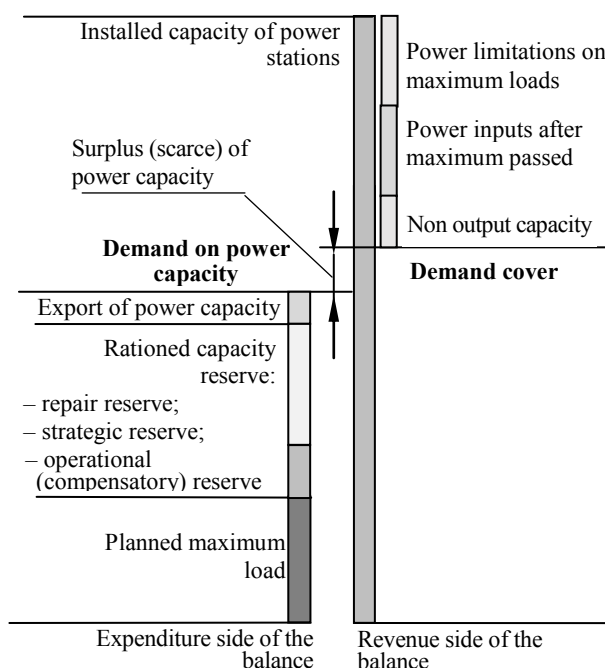 Installed capacity of power
stations
Power limitations on
maximum loads
Power inputs after
maximum passed
Surplus (scarce) of
power capacity
Non output capacity
Demand on power
capacity
Demand cover
Export of power capacity
Rationed capacity
reserve:
– repair reserve;
– strategic reserve;
– operational
(compensatory) reserve
Planned maximum
load
Expenditure side of the
balance
Revenue side of the
balance